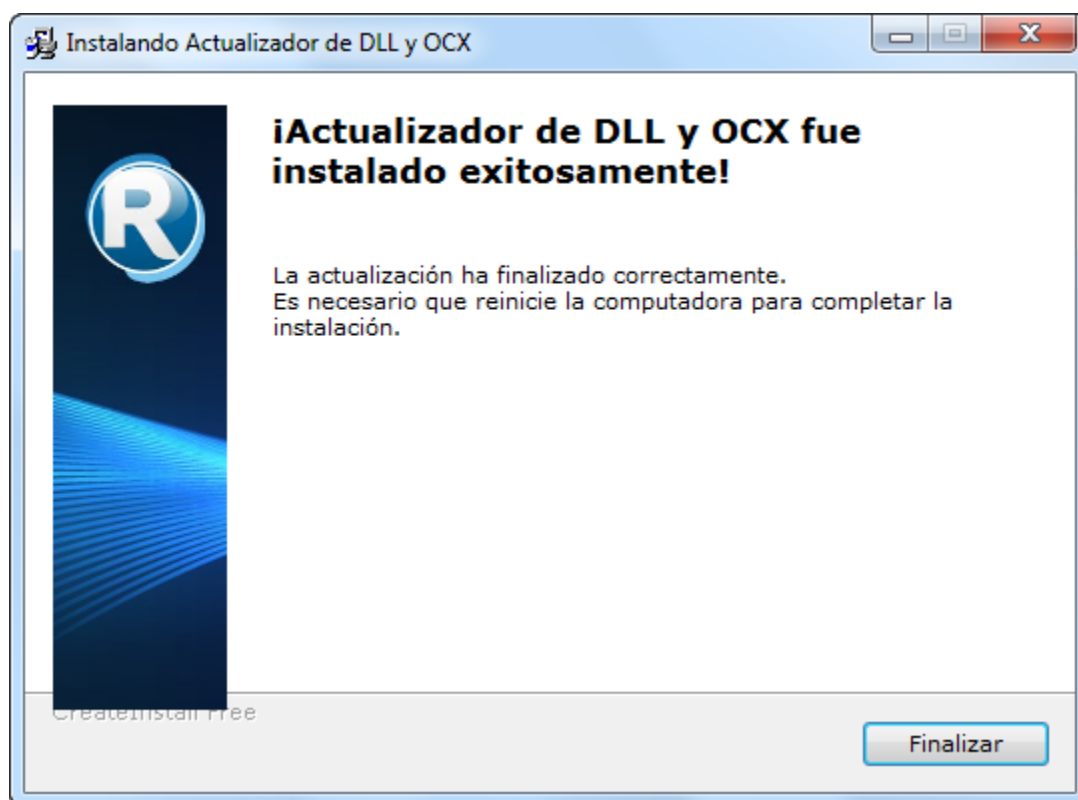 Instalando Actualizador de DLL y OCX
R
¡Actualizador de DLL y OCX fue
instalado exitosamente!
La actualización ha finalizado correctamente.
Es necesario que reinicie la computadora para completar la
instalación.
CreateInstall Free
Finalizar